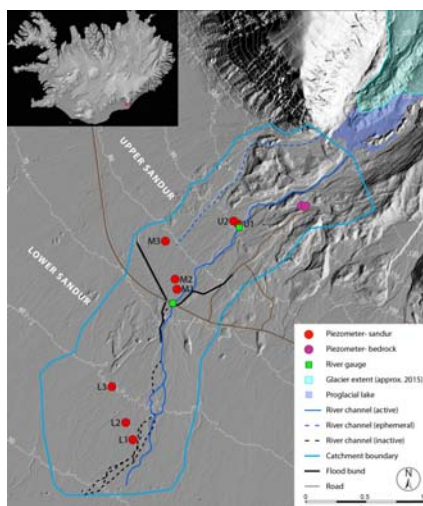 UPPER SANDUR
LOWER SANDUR
U2
U1
M3
M2
M1
L3
L2
L1
Piezometer- sandur
Piezometer- bedrock
River gauge
Glacier extent (approx. 2015)
Proglacial lake
River channel (active)
River channel (ephemeral)
River channel (inactive)
Catchment boundary
Flood bund
Road
N
0
0.5